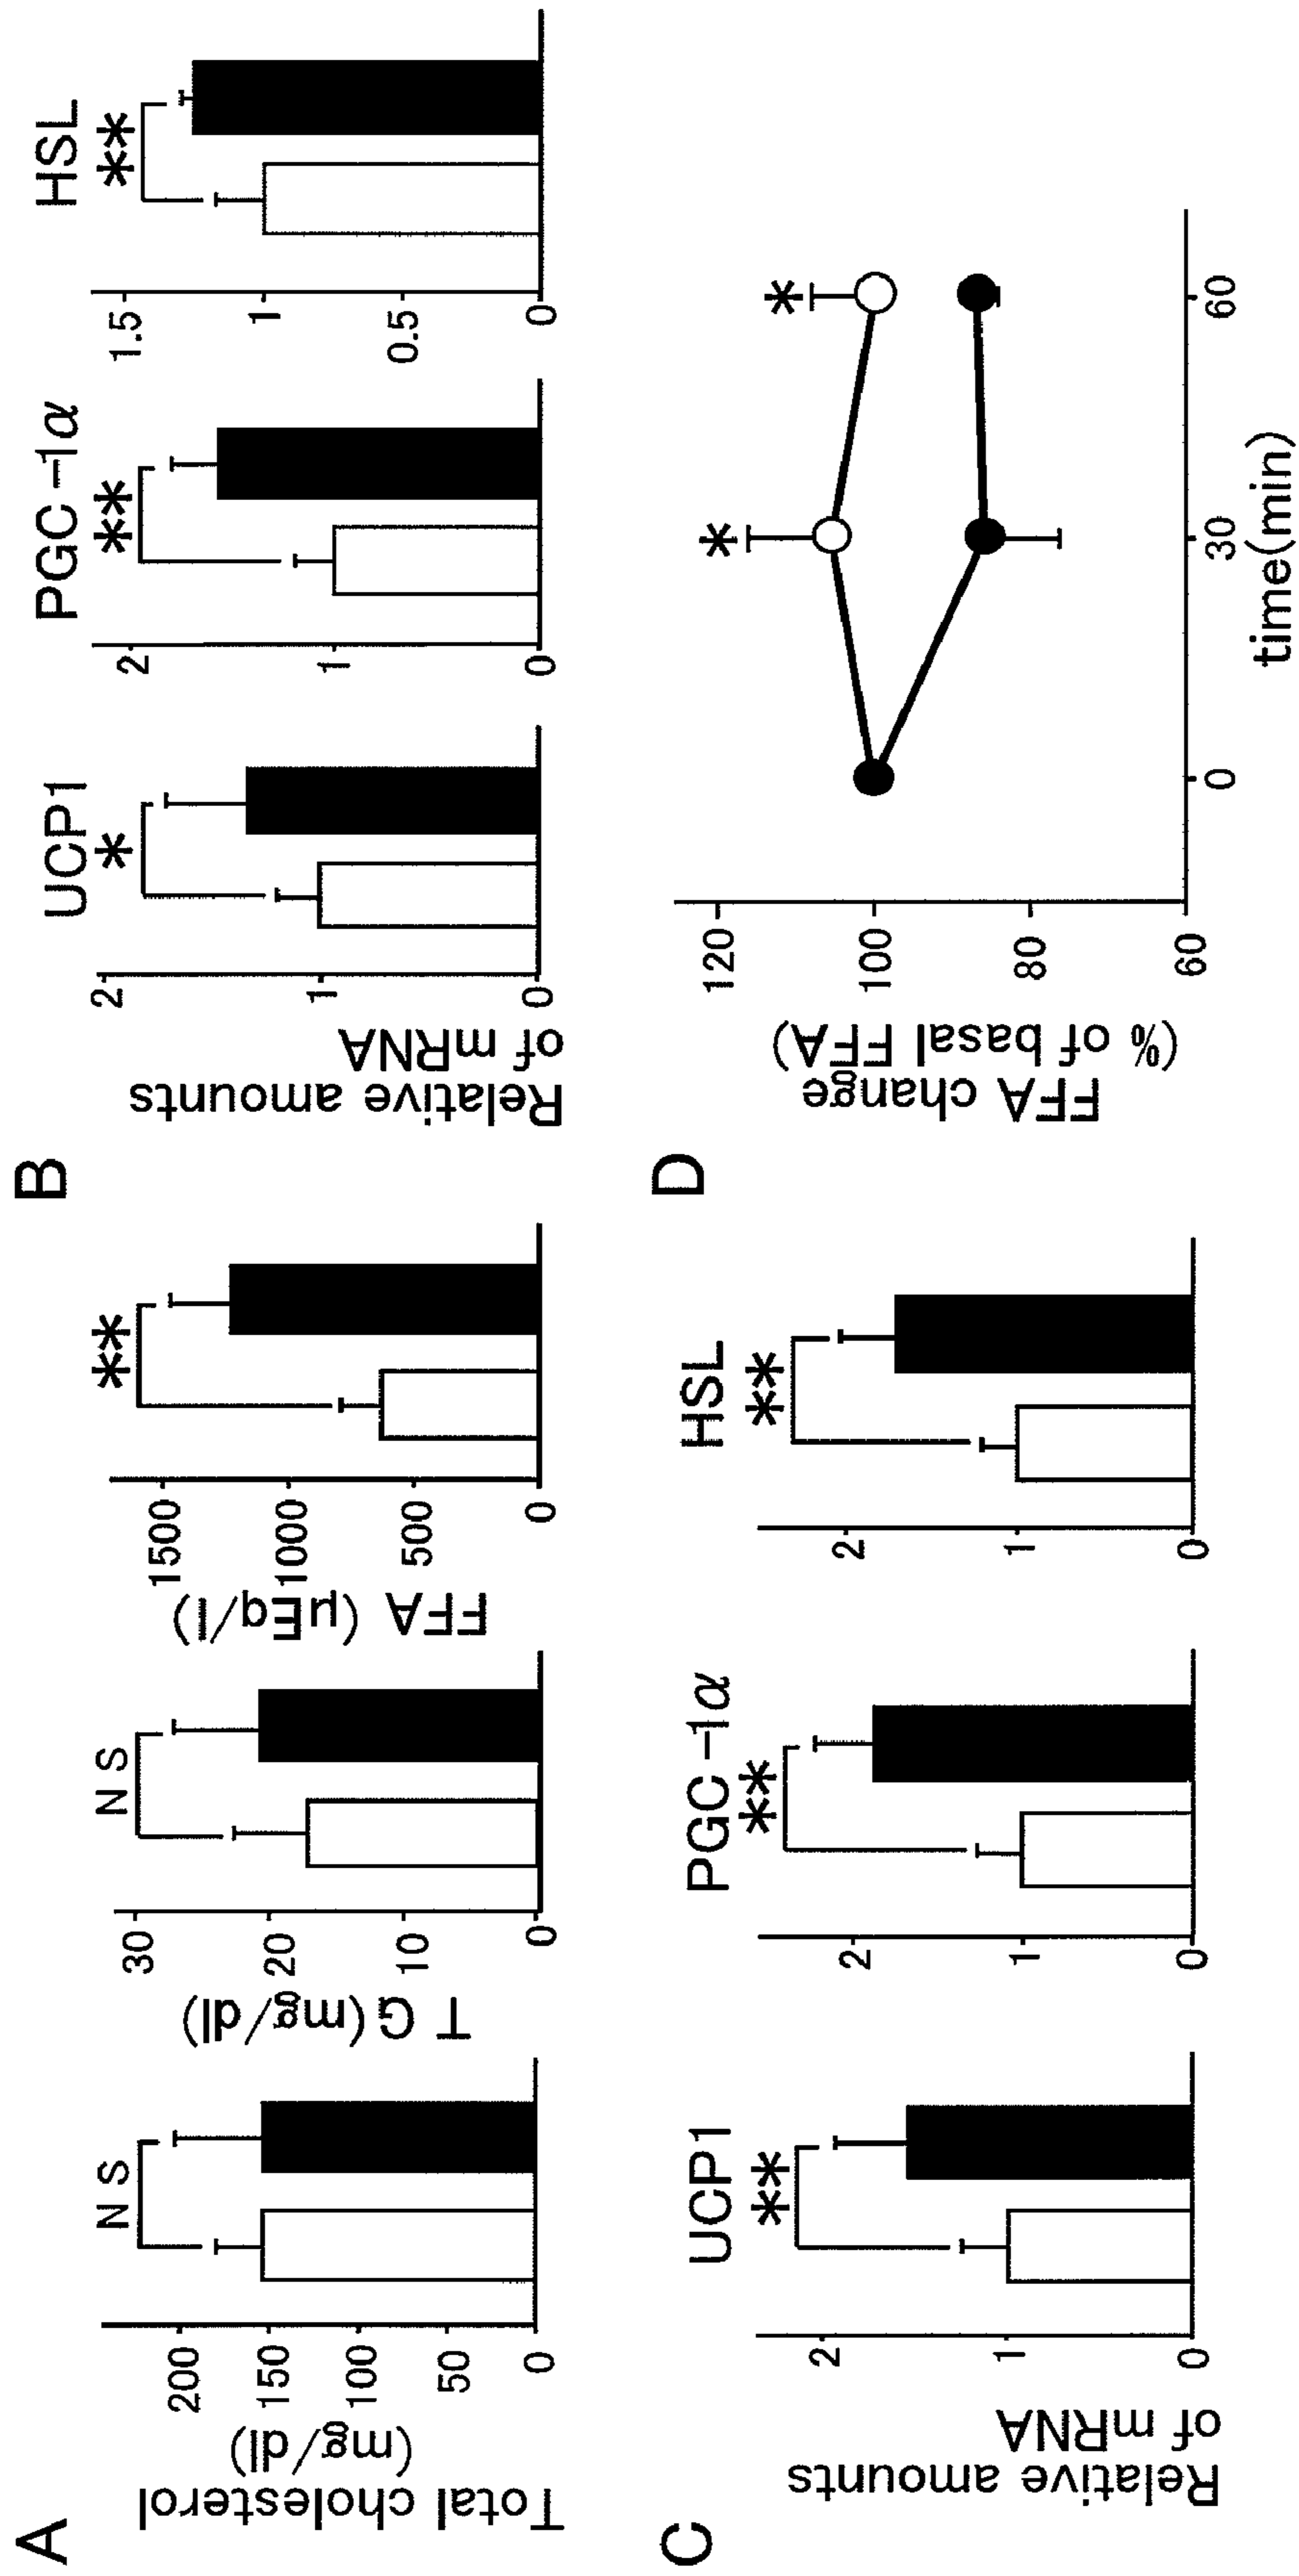 A
Total cholesterol
(mg/dl)
200
150
100
50
0
N S
T G(mg/dl)
30
20
10
0
N S
FFA (μEq/l)
1500
1000
500
0
**
B
Relative amounts
of mRNA
UCP1
*
2
1
0
PGC-1α
**
2
1
0
HSL
**
1.5
1
0.5
0
C
Relative amounts
of mRNA
UCP1
**
2
1
0
PGC-1α
**
2
1
0
HSL
**
2
1
0
D
FFA change
(% of basal FFA)
120
100
80
60
*
*
0 30 60
time(min)